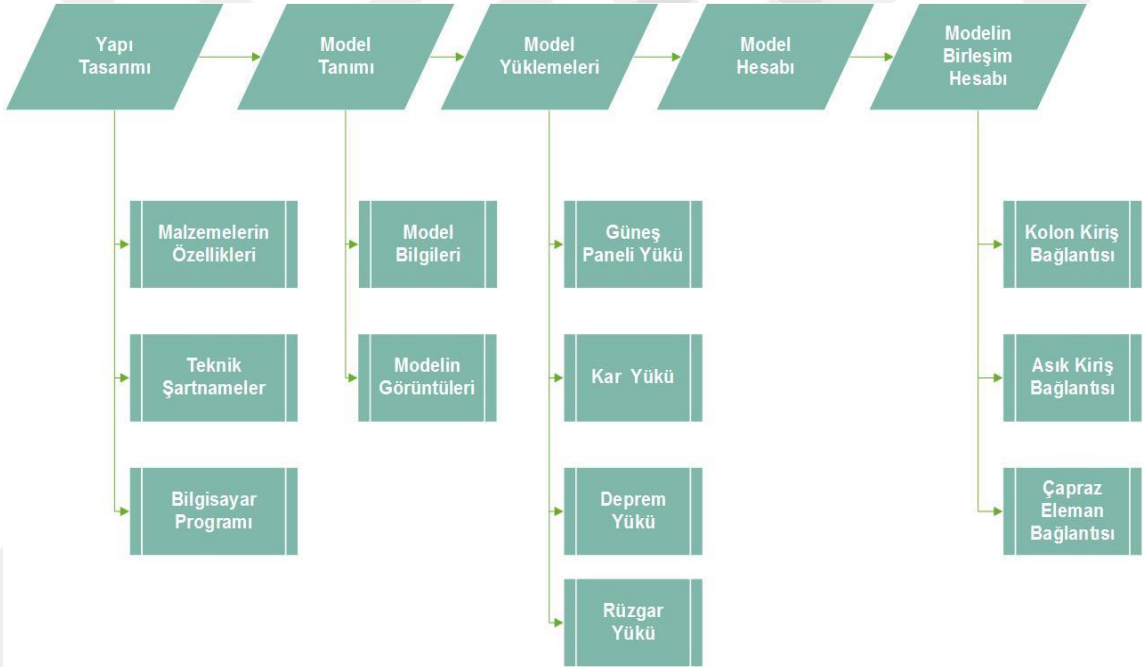 Yapı
Tasarımı
Model
Tanımı
Model
Yüklemeleri
Model
Hesabı
Modelin
Birleşim
Hesabı
Malzemelerin
Özellikleri
Teknik
Şartnameler
Bilgisayar
Programı
Model
Bilgileri
Modelin
Görüntüleri
Güneş
Paneli Yükü
Kar Yükü
Deprem
Yükü
Rüzgar
Yükü
Kolon Kiriş
Bağlantısı
Asık Kiriş
Bağlantısı
Çapraz
Eleman
Bağlantısı